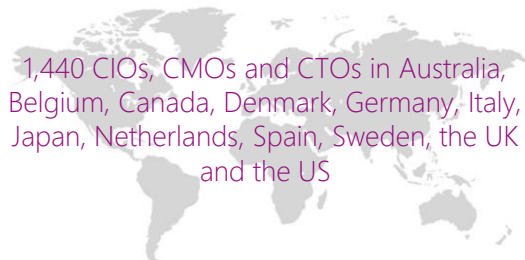 1,440 CIOs, CMOs and CTOs in Australia,
Belgium, Canada, Denmark, Germany, Italy,
Japan, Netherlands, Spain, Sweden, the UK
and the US